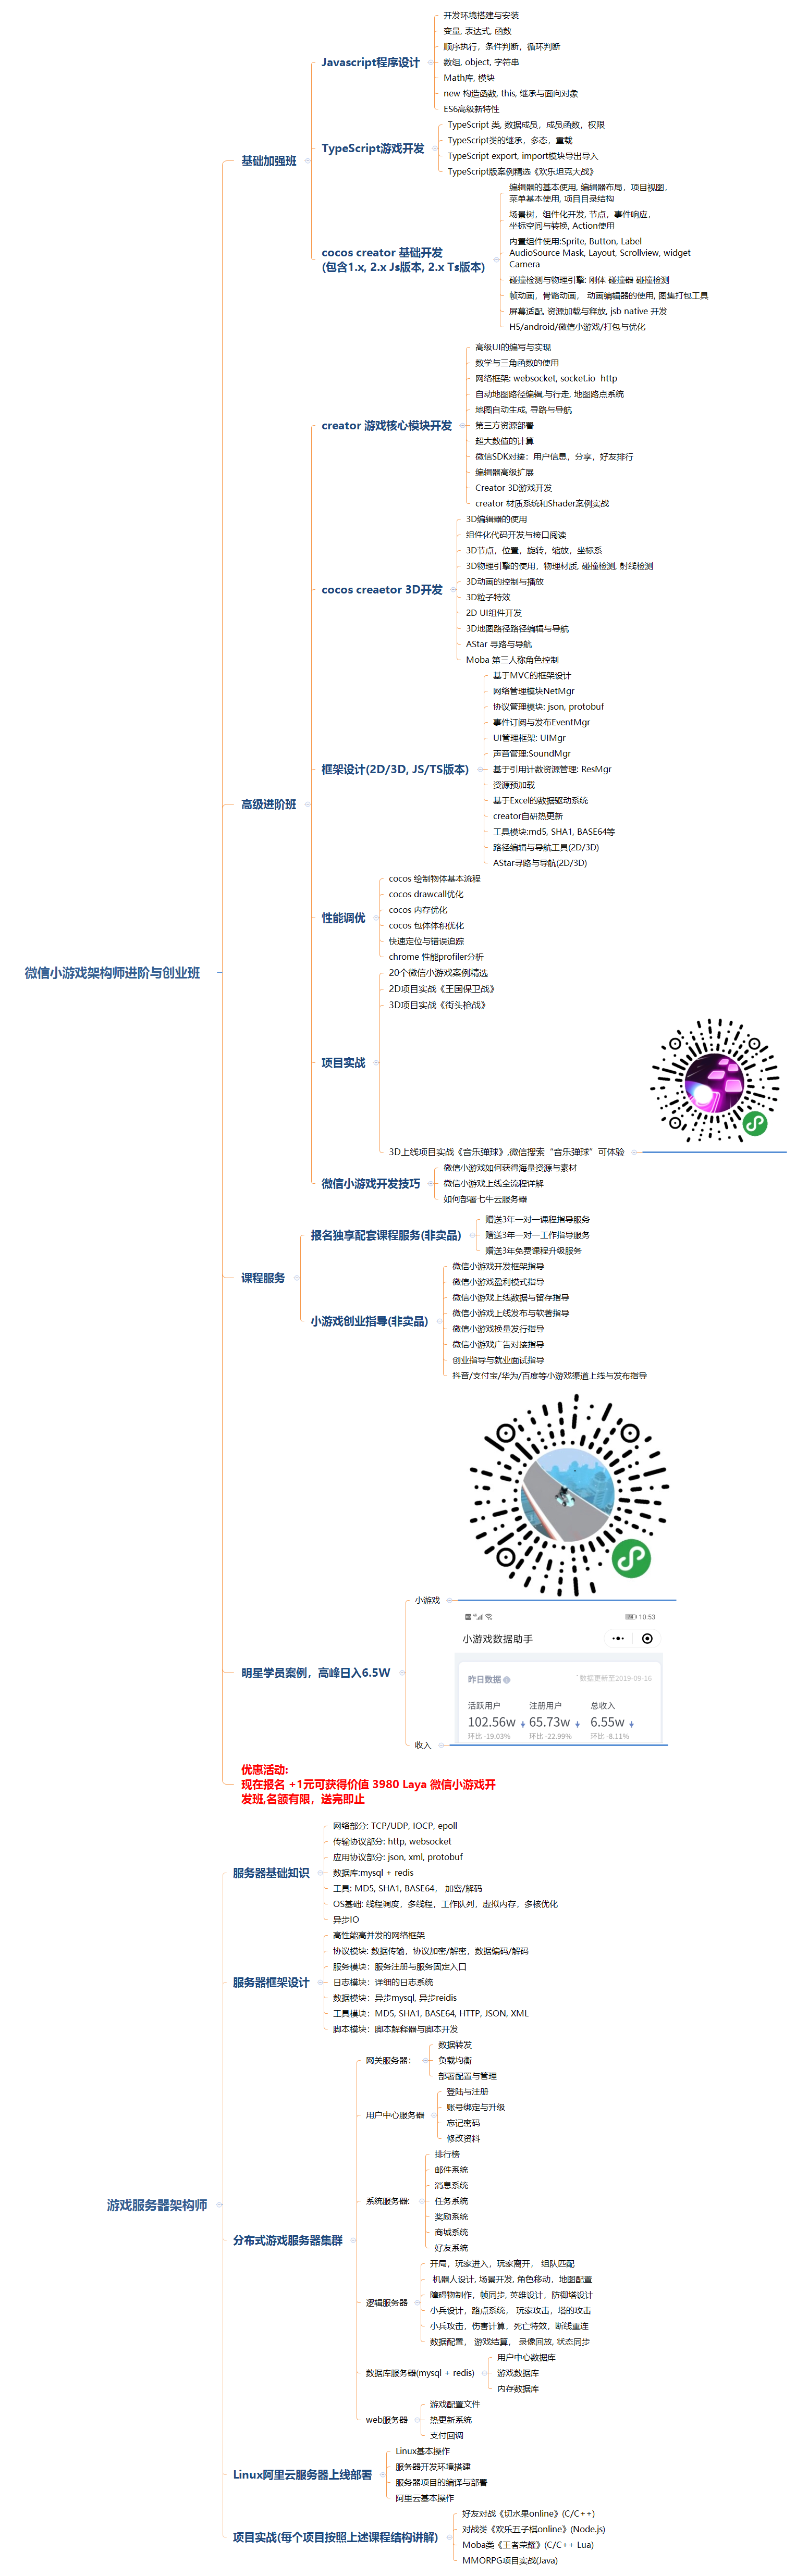 微信小游戏架构师进阶与创业班
基础加强班
Javascript程序设计
开发环境搭建与安装
变量, 表达式, 函数
顺序执行，条件判断，循环判断
数组, object, 字符串
Math库, 模块
new 构造函数, this, 继承与面向对象
ES6高级新特性
TypeScript游戏开发
TypeScript 类, 数据成员，成员函数，权限
TypeScript类的继承，多态，重载
TypeScript export, import模块导出导入
TypeScript版案例精选《欢乐坦克大战》
cocos creator 基础开发
(包含1.x, 2.x Js版本, 2.x Ts版本)
编辑器的基本使用, 编辑器布局，项目视图，
菜单基本使用, 项目目录结构
场景树，组件化开发, 节点，事件响应，
坐标空间与转换, Action使用
内置组件使用:Sprite, Button, Label
AudioSource Mask, Layout, Scrollview, widget
Camera
碰撞检测与物理引擎: 刚体 碰撞器 碰撞检测
帧动画，骨骼动画， 动画编辑器的使用, 图集打包工具
屏幕适配, 资源加载与释放, jsb native 开发
H5/android/微信小游戏/打包与优化
高级进阶班
creator 游戏核心模块开发
高级UI的编写与实现
数学与三角函数的使用
网络框架: websocket, socket.io http
自动地图路径编辑,与行走, 地图路点系统
地图自动生成, 寻路与导航
第三方资源部署
超大数值的计算
微信SDK对接：用户信息，分享，好友排行
编辑器高级扩展
Creator 3D游戏开发
creator 材质系统和Shader案例实战
cocos creaetor 3D开发
3D编辑器的使用
组件化代码开发与接口阅读
3D节点，位置，旋转，缩放，坐标系
3D物理引擎的使用，物理材质, 碰撞检测, 射线检测
3D动画的控制与播放
3D粒子特效
2D UI组件开发
3D地图路径路径编辑与导航
AStar 寻路与导航
Moba 第三人称角色控制
框架设计(2D/3D, JS/TS版本)
基于MVC的框架设计
网络管理模块NetMgr
协议管理模块: json, protobuf
事件订阅与发布EventMgr
UI管理框架: UIMgr
声音管理:SoundMgr
基于引用计数资源管理: ResMgr
资源预加载
基于Excel的数据驱动系统
creator自研热更新
工具模块:md5, SHA1, BASE64等
路径编辑与导航工具(2D/3D)
AStar寻路与导航(2D/3D)
性能调优
cocos 绘制物体基本流程
cocos drawcall优化
cocos 内存优化
cocos 包体体积优化
快速定位与错误追踪
chrome 性能profiler分析
项目实战
20个微信小游戏案例精选
2D项目实战《王国保卫战》
3D项目实战《街头枪战》
3D上线项目实战《音乐弹球》,微信搜索“音乐弹球”可体验
微信小游戏开发技巧
微信小游戏如何获得海量资源与素材
微信小游戏上线全流程详解
如何部署七牛云服务器
课程服务
报名独享配套课程服务(非卖品)
赠送3年一对一课程指导服务
赠送3年一对一工作指导服务
赠送3年免费课程升级服务
小游戏创业指导(非卖品)
微信小游戏开发框架指导
微信小游戏盈利模式指导
微信小游戏上线数据与留存指导
微信小游戏上线发布与软著指导
微信小游戏换量发行指导
微信小游戏广告对接指导
创业指导与就业面试指导
抖音/支付宝/华为/百度等小游戏渠道上线与发布指导
明星学员案例，高峰日入6.5W
小游戏
10:53
小游戏数据助手
昨日数据
数据更新至2019-09-16
活跃用户 注册用户 总收入
102.56w 65.73w 6.55w
环比 -19.03% 环比 -22.99% 环比 -8.11%
收入
优惠活动:
现在报名 +1元可获得价值 3980 Laya 微信小游戏开
发班,名额有限，送完即止
游戏服务器架构师
服务器基础知识
网络部分: TCP/UDP, IOCP, epoll
传输协议部分: http, websocket
应用协议部分: json, xml, protobuf
数据库:mysql + redis
工具: MD5, SHA1, BASE64， 加密/解码
OS基础: 线程调度，多线程，工作队列，虚拟内存，多核优化
异步IO
服务器框架设计
高性能高并发的网络框架
协议模块: 数据传输，协议加密/解密，数据编码/解码
服务模块：服务注册与服务固定入口
日志模块：详细的日志系统
数据模块：异步mysql, 异步reidis
工具模块：MD5, SHA1, BASE64, HTTP, JSON, XML
脚本模块：脚本解释器与脚本开发
分布式游戏服务器集群
网关服务器：
数据转发
负载均衡
部署配置与管理
用户中心服务器
登陆与注册
账号绑定与升级
忘记密码
修改资料
系统服务器:
排行榜
邮件系统
消息系统
任务系统
奖励系统
商城系统
好友系统
逻辑服务器
开局，玩家进入，玩家离开， 组队匹配
机器人设计, 场景开发, 角色移动，地图配置
障碍物制作，帧同步, 英雄设计，防御塔设计
小兵设计，路点系统， 玩家攻击，塔的攻击
小兵攻击，伤害计算，死亡特效，断线重连
数据配置， 游戏结算， 录像回放, 状态同步
数据库服务器(mysql + redis)
用户中心数据库
游戏数据库
内存数据库
web服务器
游戏配置文件
热更新系统
支付回调
Linux阿里云服务器上线部署
Linux基本操作
服务器开发环境搭建
服务器项目的编译与部署
阿里云基本操作
项目实战(每个项目按照上述课程结构讲解)
好友对战《切水果online》(C/C++)
对战类《欢乐五子棋online》(Node.js)
Moba类《王者荣耀》(C/C++ Lua)
MMORPG项目实战(Java)